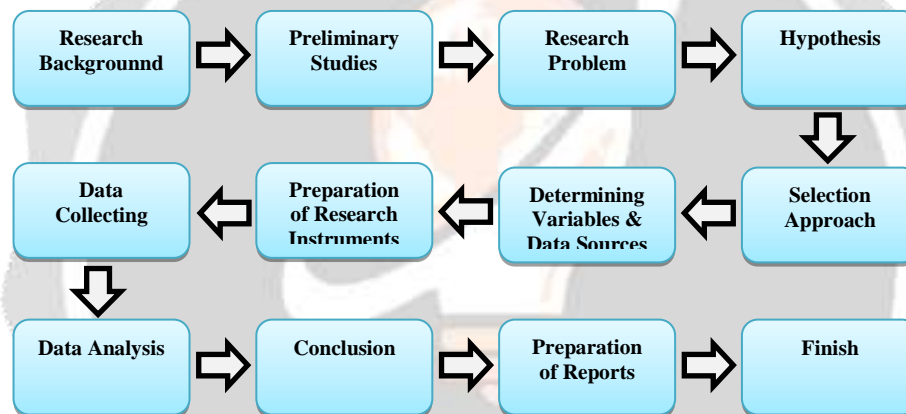 Research
Backgrounnd
Preliminary
Studies
Research
Problem
Hypothesis
Data
Collecting
Preparation
of Research
Instruments
Determining
Variables &
Data Sources
Selection
Approach
Data Analysis
Conclusion
Preparation
of Reports
Finish